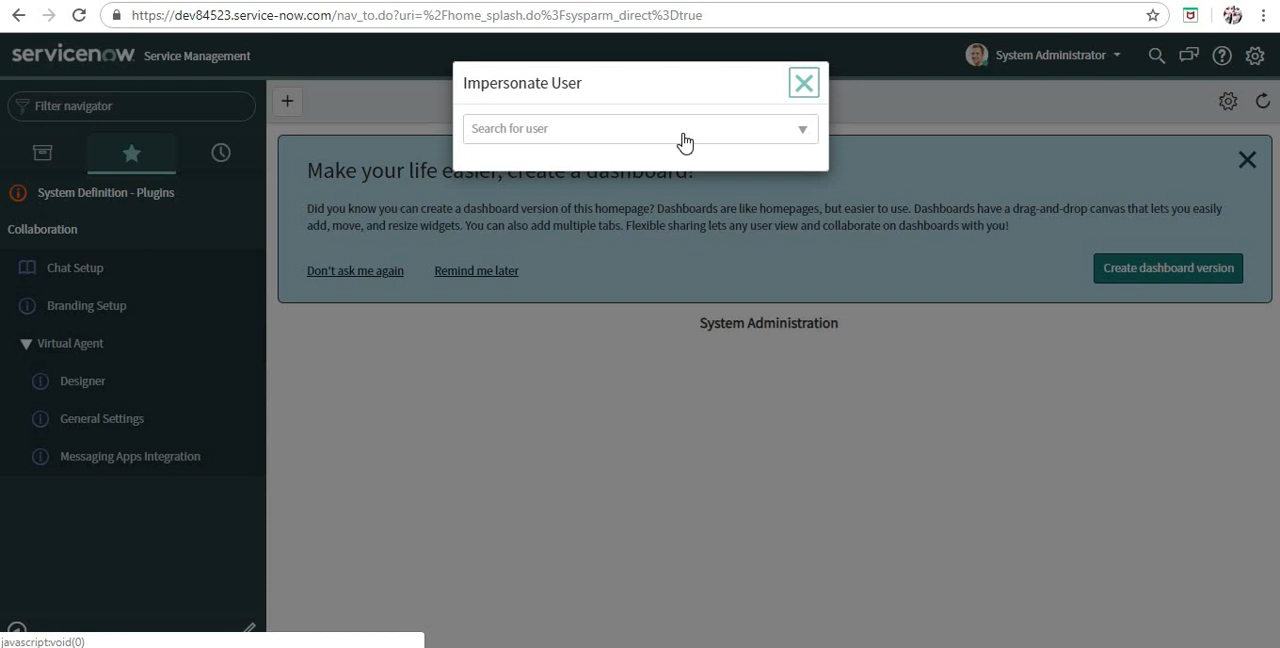 https://dev84523.service-now.com/nav_to.do?uri=%2Fhome_splash.do%3Fsysparm_direct%3Dtrue
servicenow Service Management
System Administrator
Impersonate User
Search for user
Filter navigator
System Definition - Plugins
Collaboration
Chat Setup
Branding Setup
Virtual Agent
Designer
General Settings
Messaging Apps Integration
Make your life easier, create a dashboard!
Did you know you can create a dashboard version of this homepage? Dashboards are like homepages, but easier to use. Dashboards have a drag-and-drop canvas that lets you easily
add, move, and resize widgets. You can also add multiple tabs. Flexible sharing lets any user view and collaborate on dashboards with you!
Don't ask me again Remind me later
Create dashboard version
System Administration
javascript:void(0)